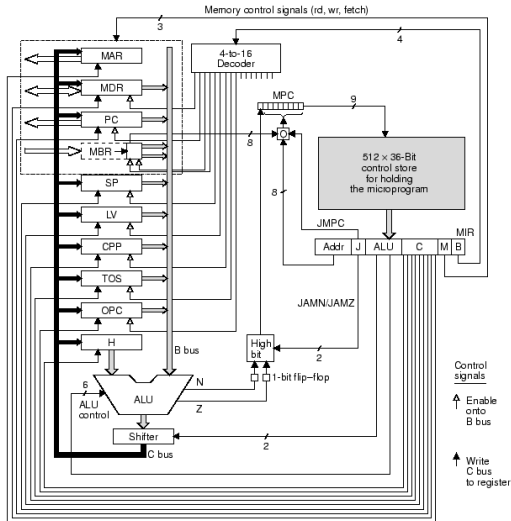 Memory control signals (rd, wr, fetch)
3
4
MAR
4-to-16
Decoder
MDR
MPC
9
PC
O
8
MBR
512 × 36-Bit
control store
for holding
the microprogram
SP
8
LV
JMPC
MIR
Addr J ALU C M B
CPP
TOS
JAMN/JAMZ
OPC
H
High
bit
2
B bus
Control
signals
1-bit flip–flop
6
N
ALU
control
ALU
Z
Enable
onto
B bus
Shifter
2
C bus
Write
C bus
to register